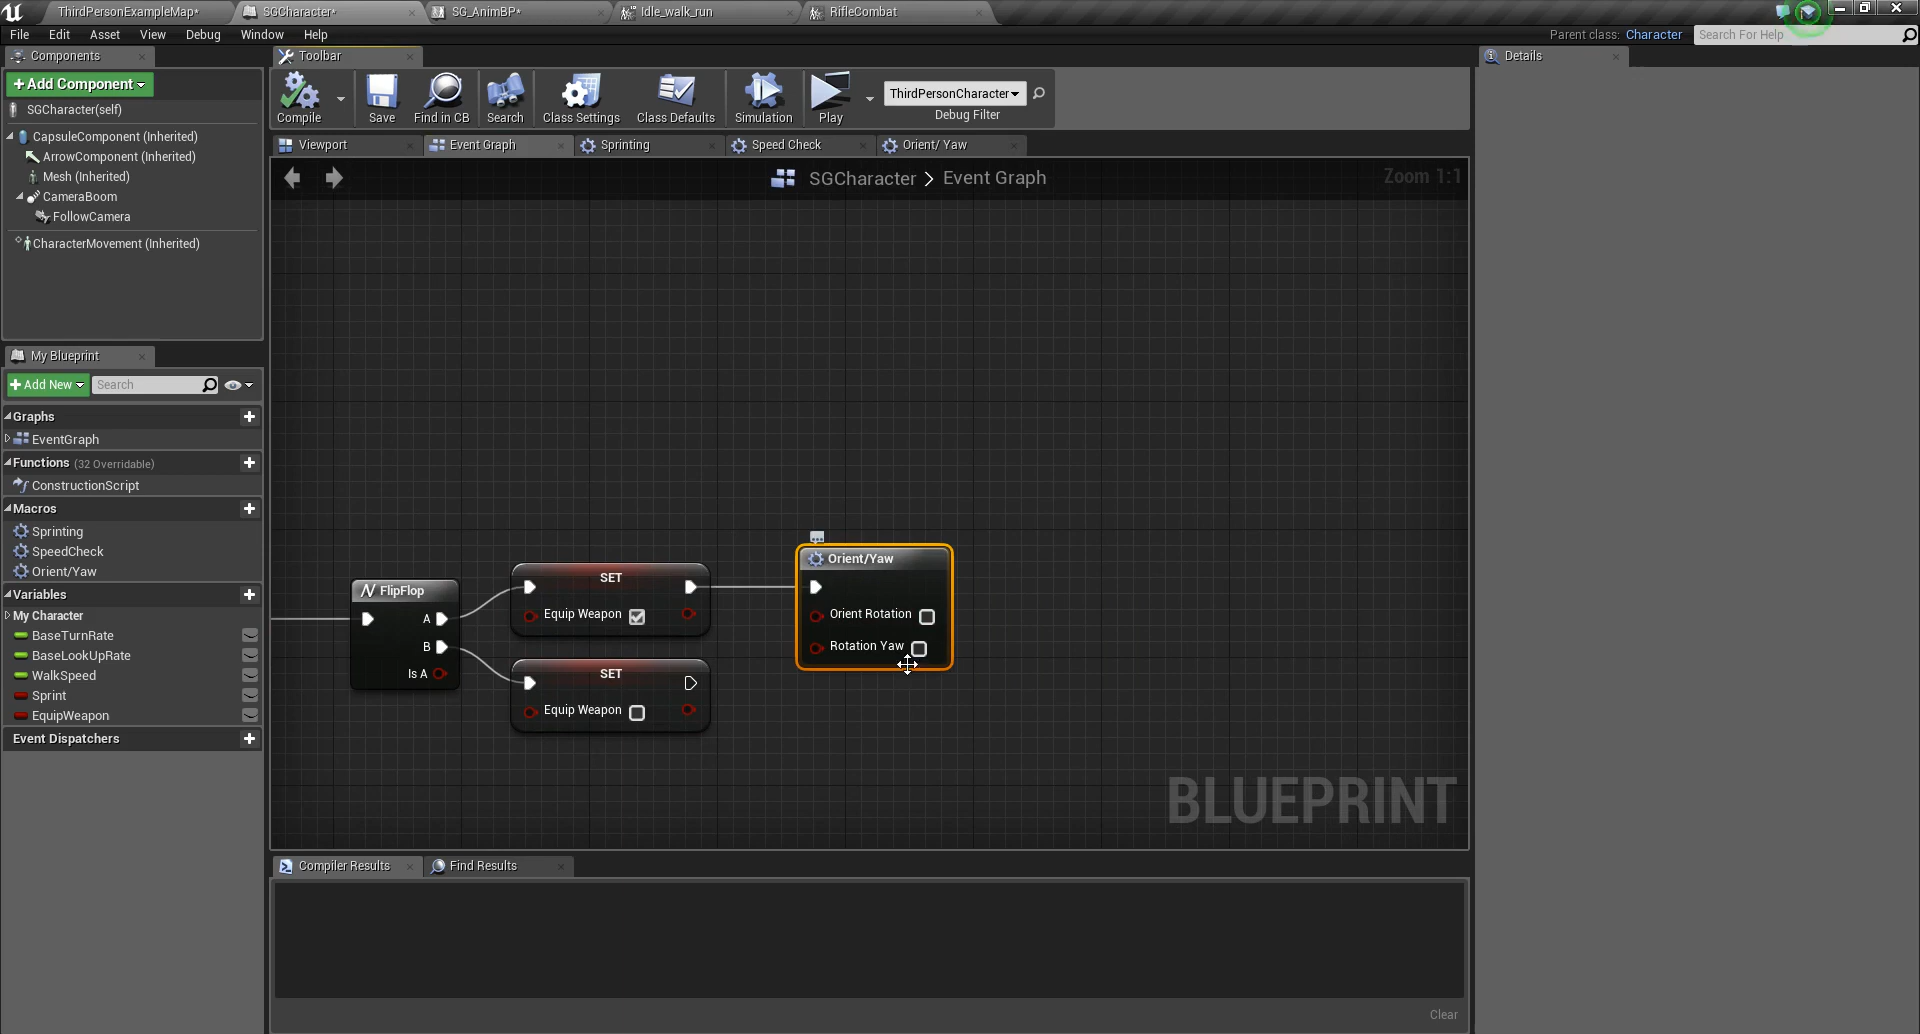 ThirdPersonExampleMap*
SGCharacter*
SG_AnimBP*
Idle_walk_run
RifleCombat
File Edit Asset View Debug Window Help
Parent class: Character
Search For Help
Components
+Add Component
SGCharacter(self)
CapsuleComponent (Inherited)
ArrowComponent (Inherited)
Mesh (Inherited)
CameraBoom
FollowCamera
CharacterMovement (Inherited)
My Blueprint
+Add New
Search
Graphs
EventGraph
Functions (32 Overridable)
ConstructionScript
Macros
Sprinting
SpeedCheck
Orient/Yaw
Variables
My Character
BaseTurnRate
BaseLookUpRate
WalkSpeed
Sprint
EquipWeapon
Event Dispatchers
Toolbar
Compile
Save
Find in CB
Search
Class Settings
Class Defaults
Simulation
Play
ThirdPersonCharacter
Debug Filter
Viewport
Event Graph
Sprinting
Speed Check
Orient/ Yaw
SGCharacter > Event Graph
Zoom 1:1
FlipFlop
A
B
Is A
SET
Equip Weapon
SET
Equip Weapon
Orient/Yaw
Orient Rotation
Rotation Yaw
BLUEPRINT
Compiler Results
Find Results
Clear
Details